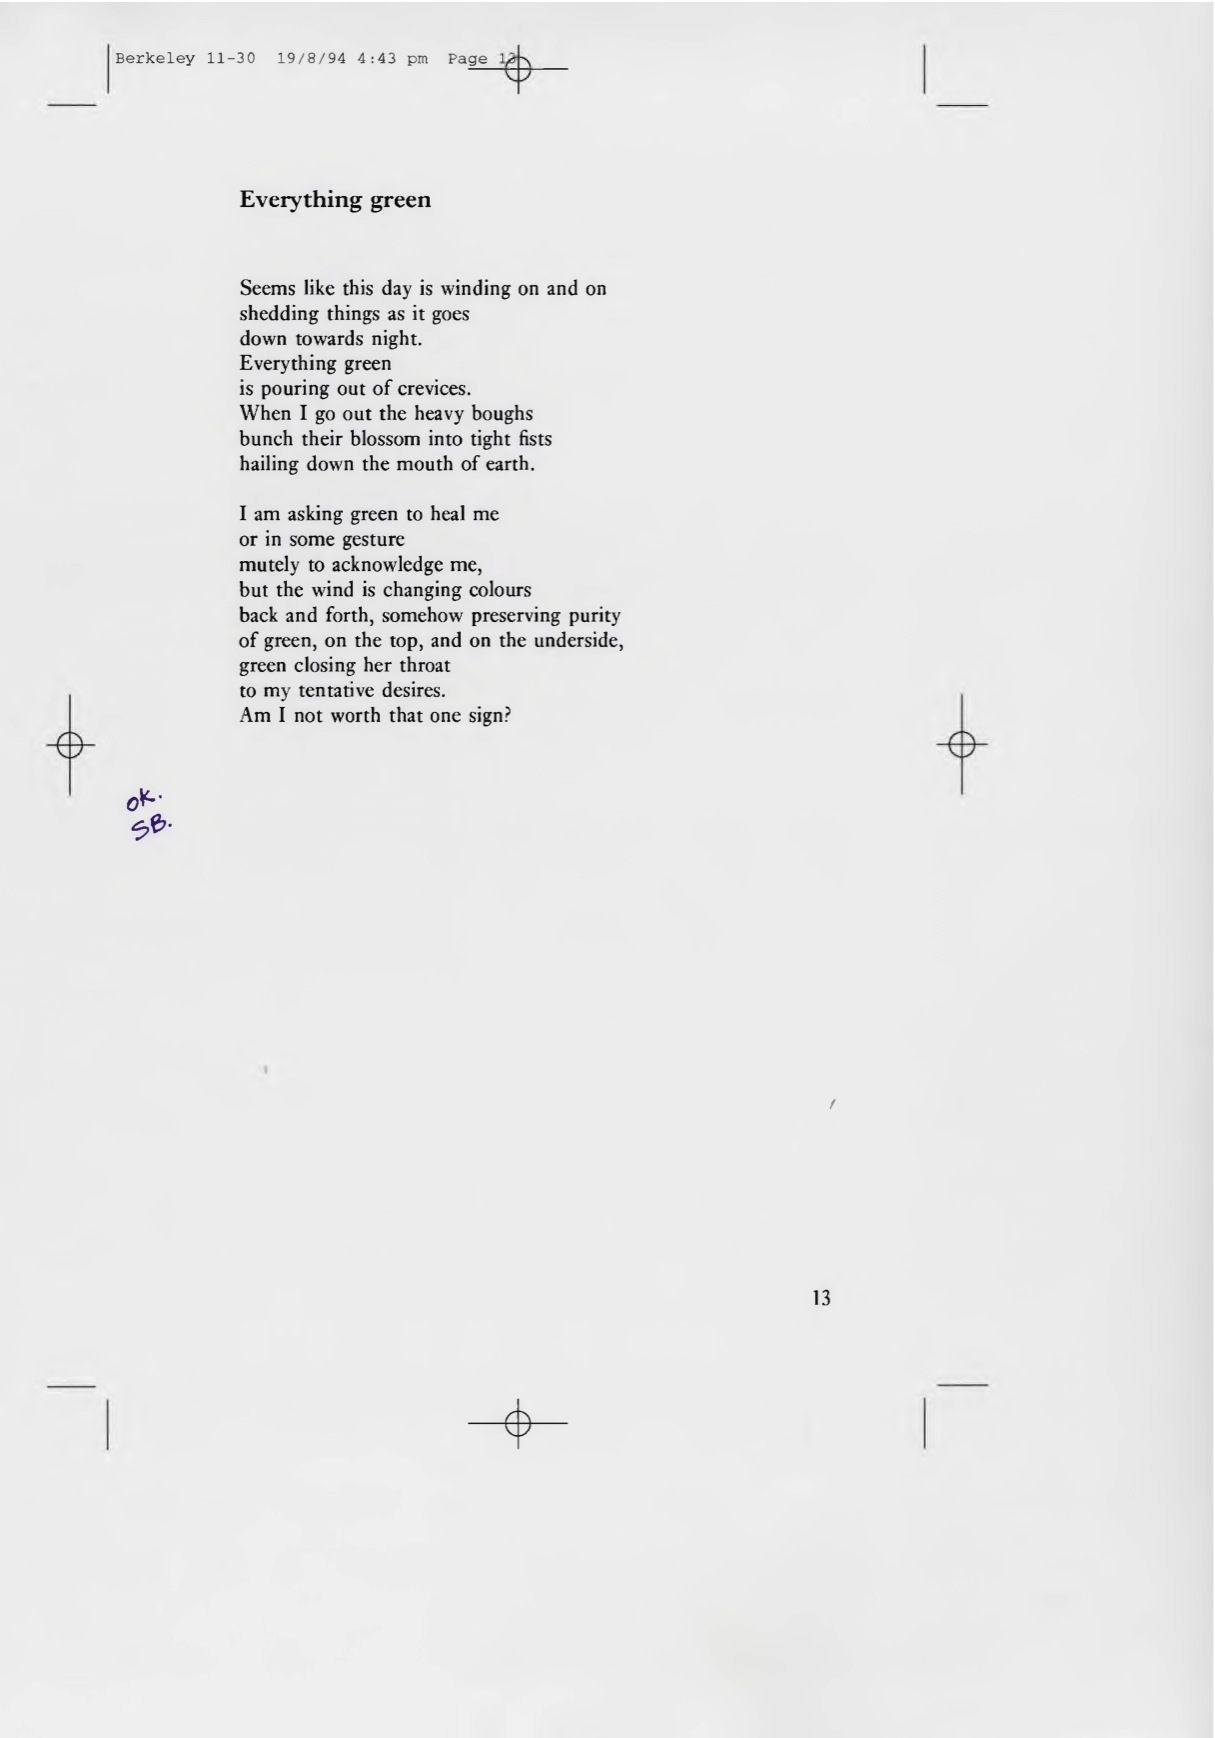 Berkeley 11-30 19/8/94 4:43 pm Page 13
Everything green
Seems like this day is winding on and on
shedding things as it goes
down towards night.
Everything green
is pouring out of crevices.
When I go out the heavy boughs
bunch their blossom into tight fists
hailing down the mouth of earth.
I am asking green to heal me
or in some gesture
mutely to acknowledge me,
but the wind is changing colours
back and forth, somehow preserving purity
of green, on the top, and on the underside,
green closing her throat
to my tentative desires.
Am I not worth that one sign?
OK.
SB.
13